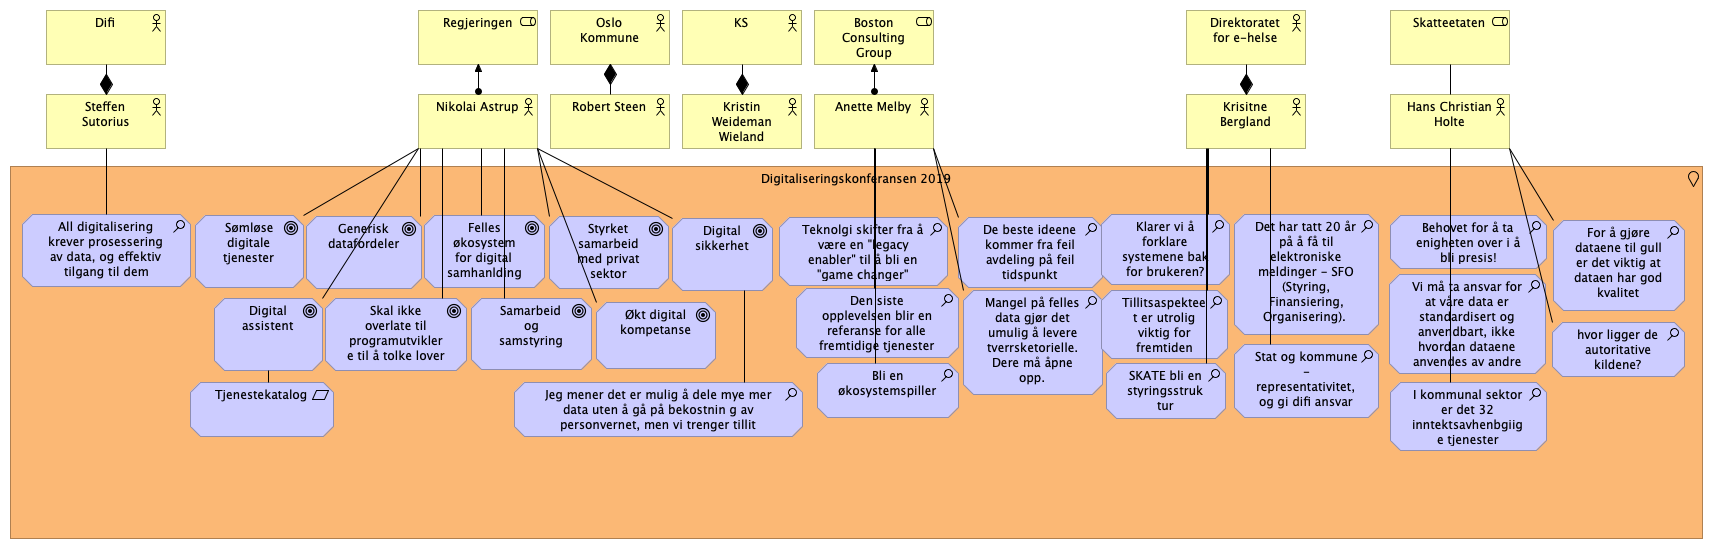 Difi
Regjeringen
Oslo
Kommune
KS
Boston
Consulting
Group
Direktoratet
for e-helse
Skatteetaten
Steffen
Sutorius
Nikolai Astrup
Robert Steen
Kristin
Weideman
Wieland
Anette Melby
Krisitne
Bergland
Hans Christian
Holte
Digitaliseringskonferansen 2019
All digitalisering
krever prosessering
av data, og effektiv
tilgang til dem
Sømløse
digitale
tjenester
Generisk
datafordeler
Felles
økosystem
for digital
samhanlding
Styrket
samarbeid
med privat
sektor
Digital
sikkerhet
Teknolgi skifter fra å
være en "legacy
enabler" til å bli en
"game changer"
De beste ideene
kommer fra feil
avdeling på feil
tidspunkt
Klarer vi å
forklare
systemene bak
for brukeren?
Det har tatt 20 år
på å få til
elektroniske
meldinger - SFO
(Styring,
Finansiering,
Organisering).
Behovet for å ta
enigheten over i å
bli presis!
For å gjøre
dataene til gull
er det viktig at
dataen har god
kvalitet
Digital
assistent
Skal ikke
overlate til
programutvikler
e til å tolke lover
Samarbeid
og
samstyring
Økt digital
kompetanse
Den siste
opplevelsen blir en
referanse for alle
fremtidige tjenester
Mangel på felles
data gjør det
umulig å levere
tverrsketorielle.
Dere må åpne
opp.
Tillitsaspektee
t er utrolig
viktig for
fremtiden
Vi må ta ansvar for
at våre data er
standardisert og
anvendbart, ikke
hvordan dataene
anvendes av andre
hvor ligger de
autoritative
kildene?
Tjenestekatalog
Jeg mener det er mulig å dele mye mer
data uten å gå på bekostnin g av
personvernet, men vi trenger tillit
Bli en
økosystemspiller
SKATE bli en
styringsstruk
tur
Stat og kommune
-
representativitet,
og gi difi ansvar
I kommunal sektor
er det 32
inntektsavhenbgiig
e tjenester